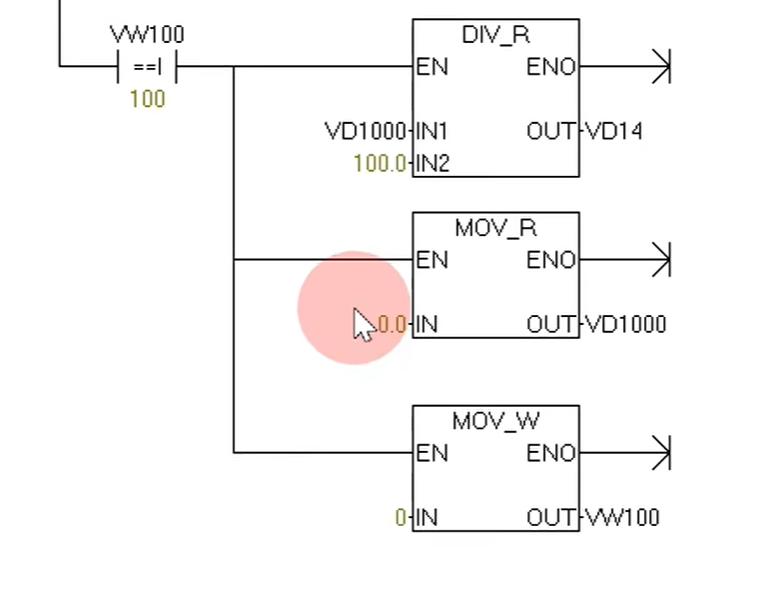 VW100
==I
100
DIV_R
EN ENO
VD1000 IN1 OUT VD14
100.0 IN2
MOV_R
EN ENO
0.0 IN OUT VD1000
MOV_W
EN ENO
0 IN OUT VW100